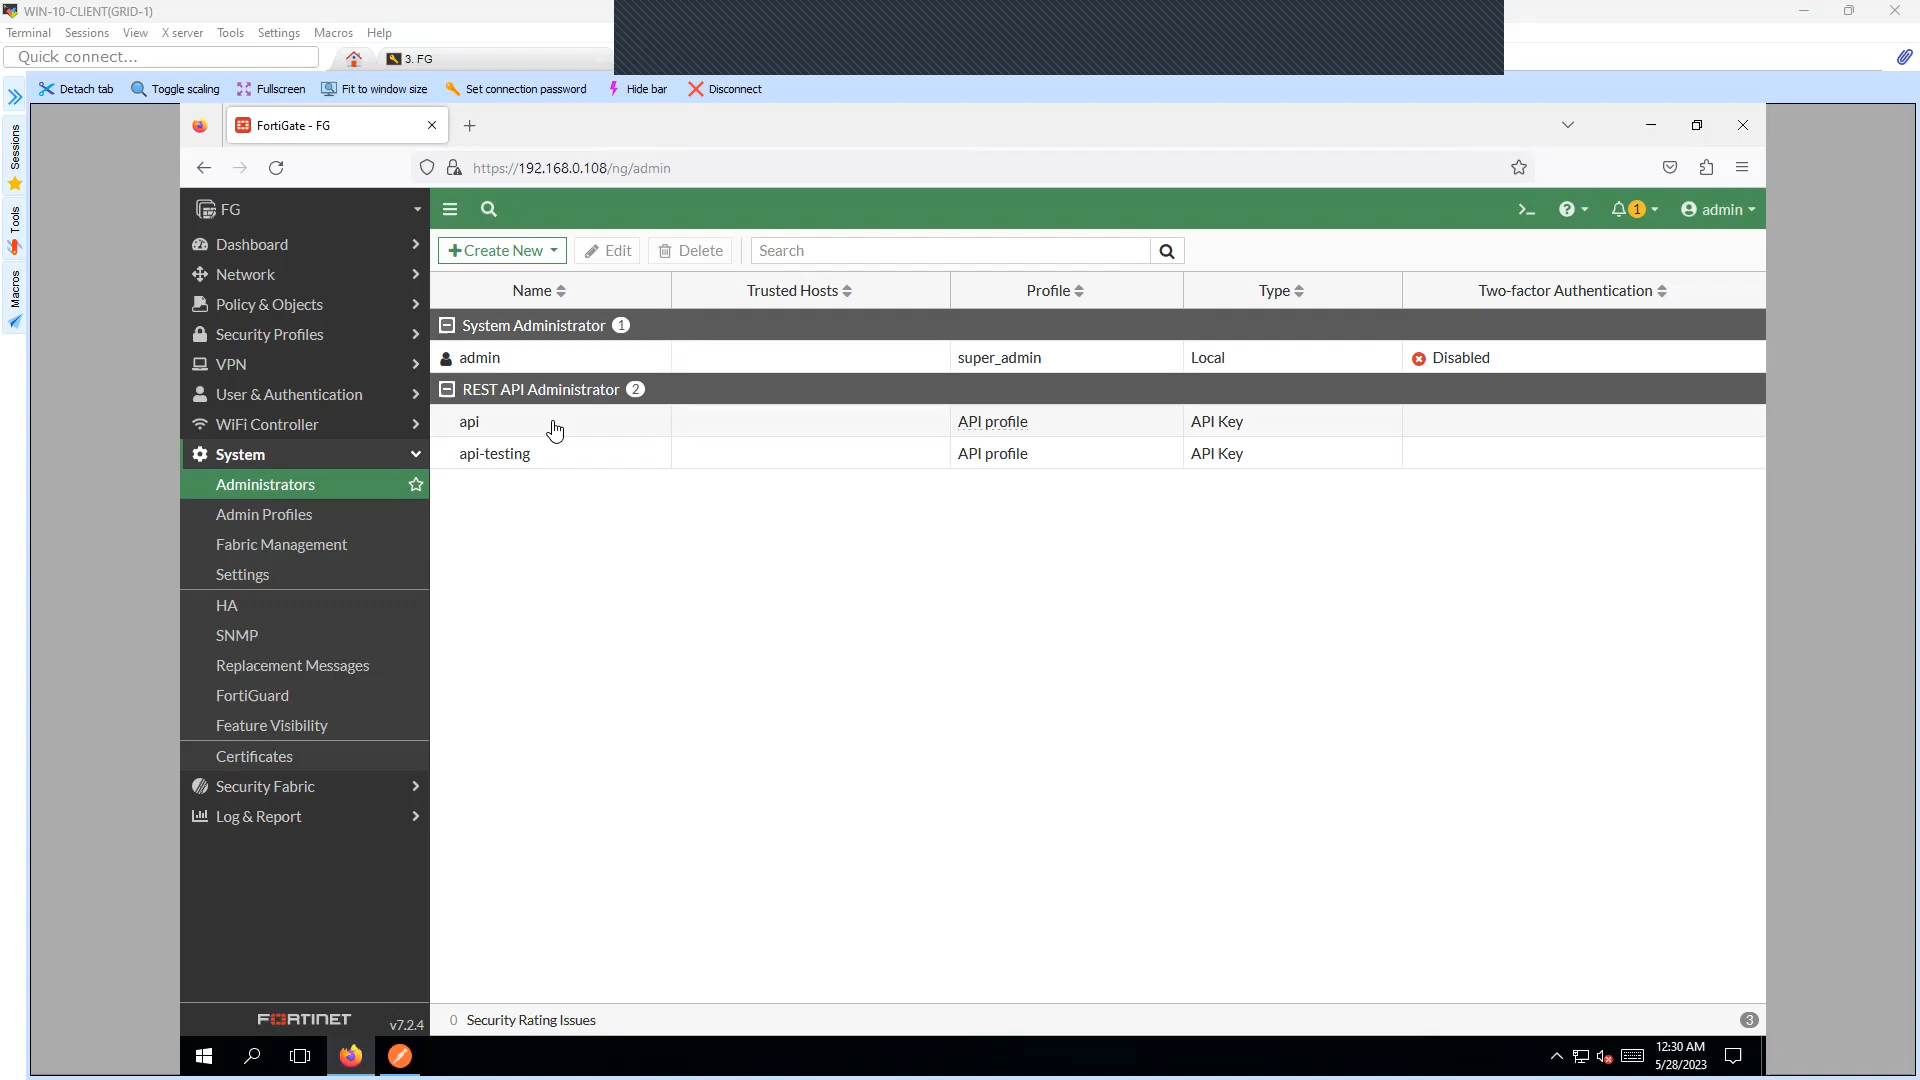 WIN-10-CLIENT(GRID-1)
Terminal Sessions View X server Tools Settings Macros Help
Quick connect...
3. FG
Detach tab Toggle scaling Fullscreen Fit to window size Set connection password Hide bar Disconnect
Sessions
Tools
Macros
FortiGate - FG
https://192.168.0.108/ng/admin
FG
1
admin
Dashboard
Network
Policy & Objects
Security Profiles
VPN
User & Authentication
WiFi Controller
System
Administrators
Admin Profiles
Fabric Management
Settings
HA
SNMP
Replacement Messages
FortiGuard
Feature Visibility
Certificates
Security Fabric
Log & Report
FORTINET v7.2.4
Create New Edit Delete Search
Name Trusted Hosts Profile Type Two-factor Authentication
System Administrator 1
admin super_admin Local Disabled
REST API Administrator 2
api API profile API Key
api-testing API profile API Key
0 Security Rating Issues 3
12:30 AM
5/28/2023